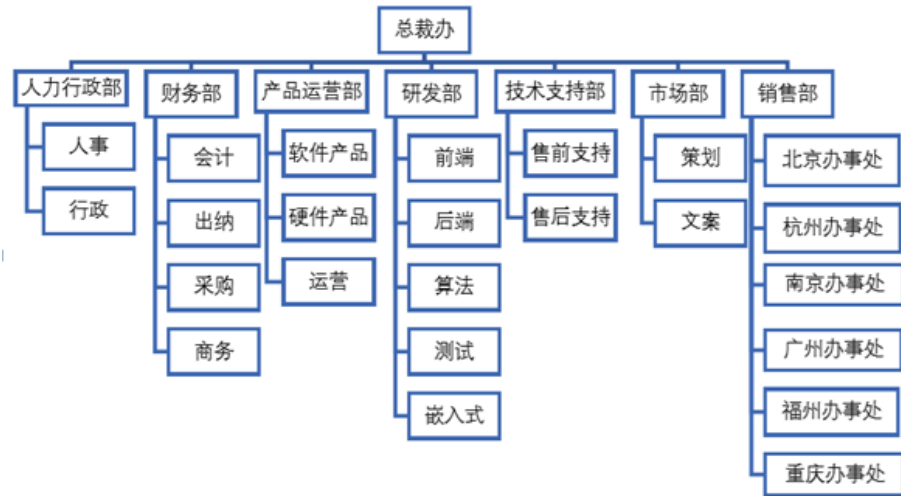 总裁办
人力行政部
财务部
产品运营部
研发部
技术支持部
市场部
销售部
人事
行政
会计
出纳
采购
商务
软件产品
硬件产品
运营
前端
后端
算法
测试
嵌入式
售前支持
售后支持
策划
文案
北京办事处
杭州办事处
南京办事处
广州办事处
福州办事处
重庆办事处